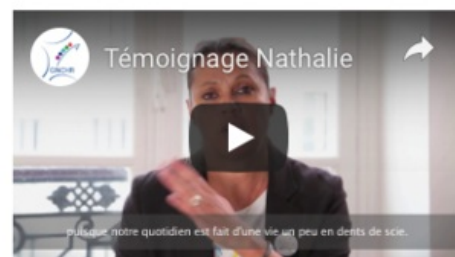 Témoignage Nathalie
puisque notre quotidien est fait d'une vie un peu en dents de scie.